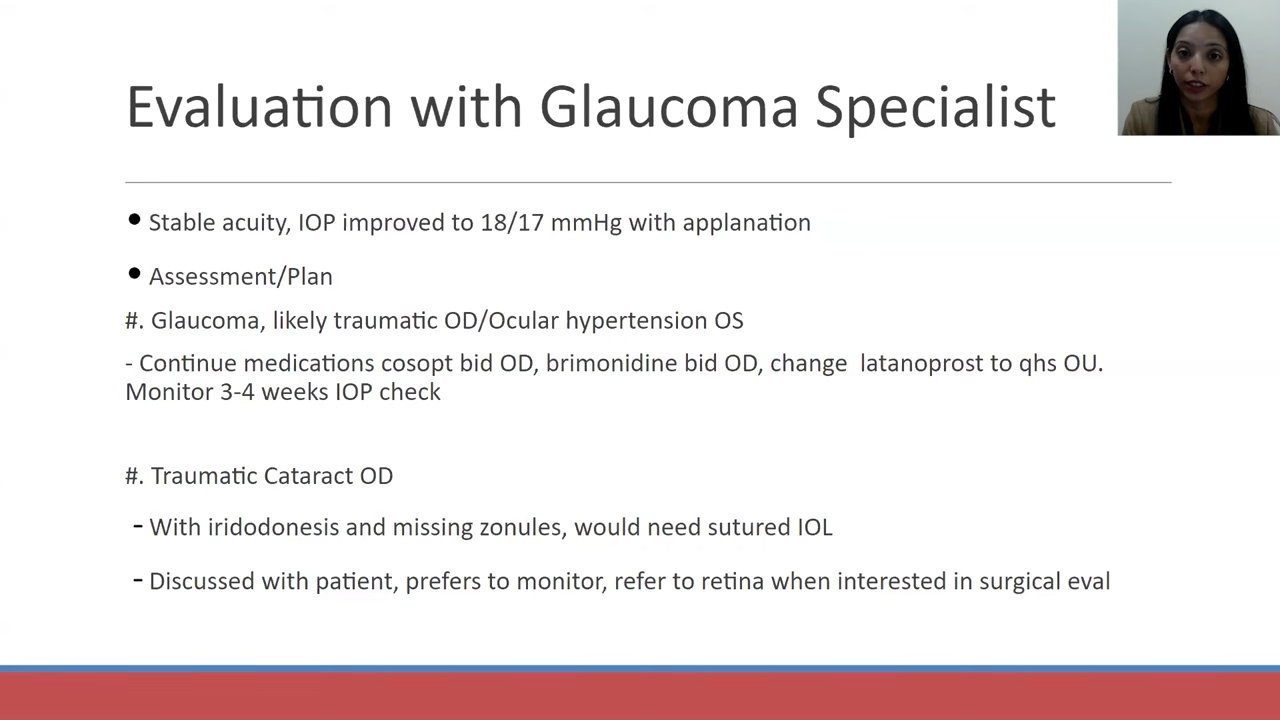 Evaluation with Glaucoma Specialist
• Stable acuity, IOP improved to 18/17 mmHg with applanation
• Assessment/Plan
#. Glaucoma, likely traumatic OD/Ocular hypertension OS
- Continue medications cosopt bid OD, brimonidine bid OD, change  latanoprost to qhs OU.
Monitor 3-4 weeks IOP check
#. Traumatic Cataract OD
- With iridodonesis and missing zonules, would need sutured IOL
- Discussed with patient, prefers to monitor, refer to retina when interested in surgical eval